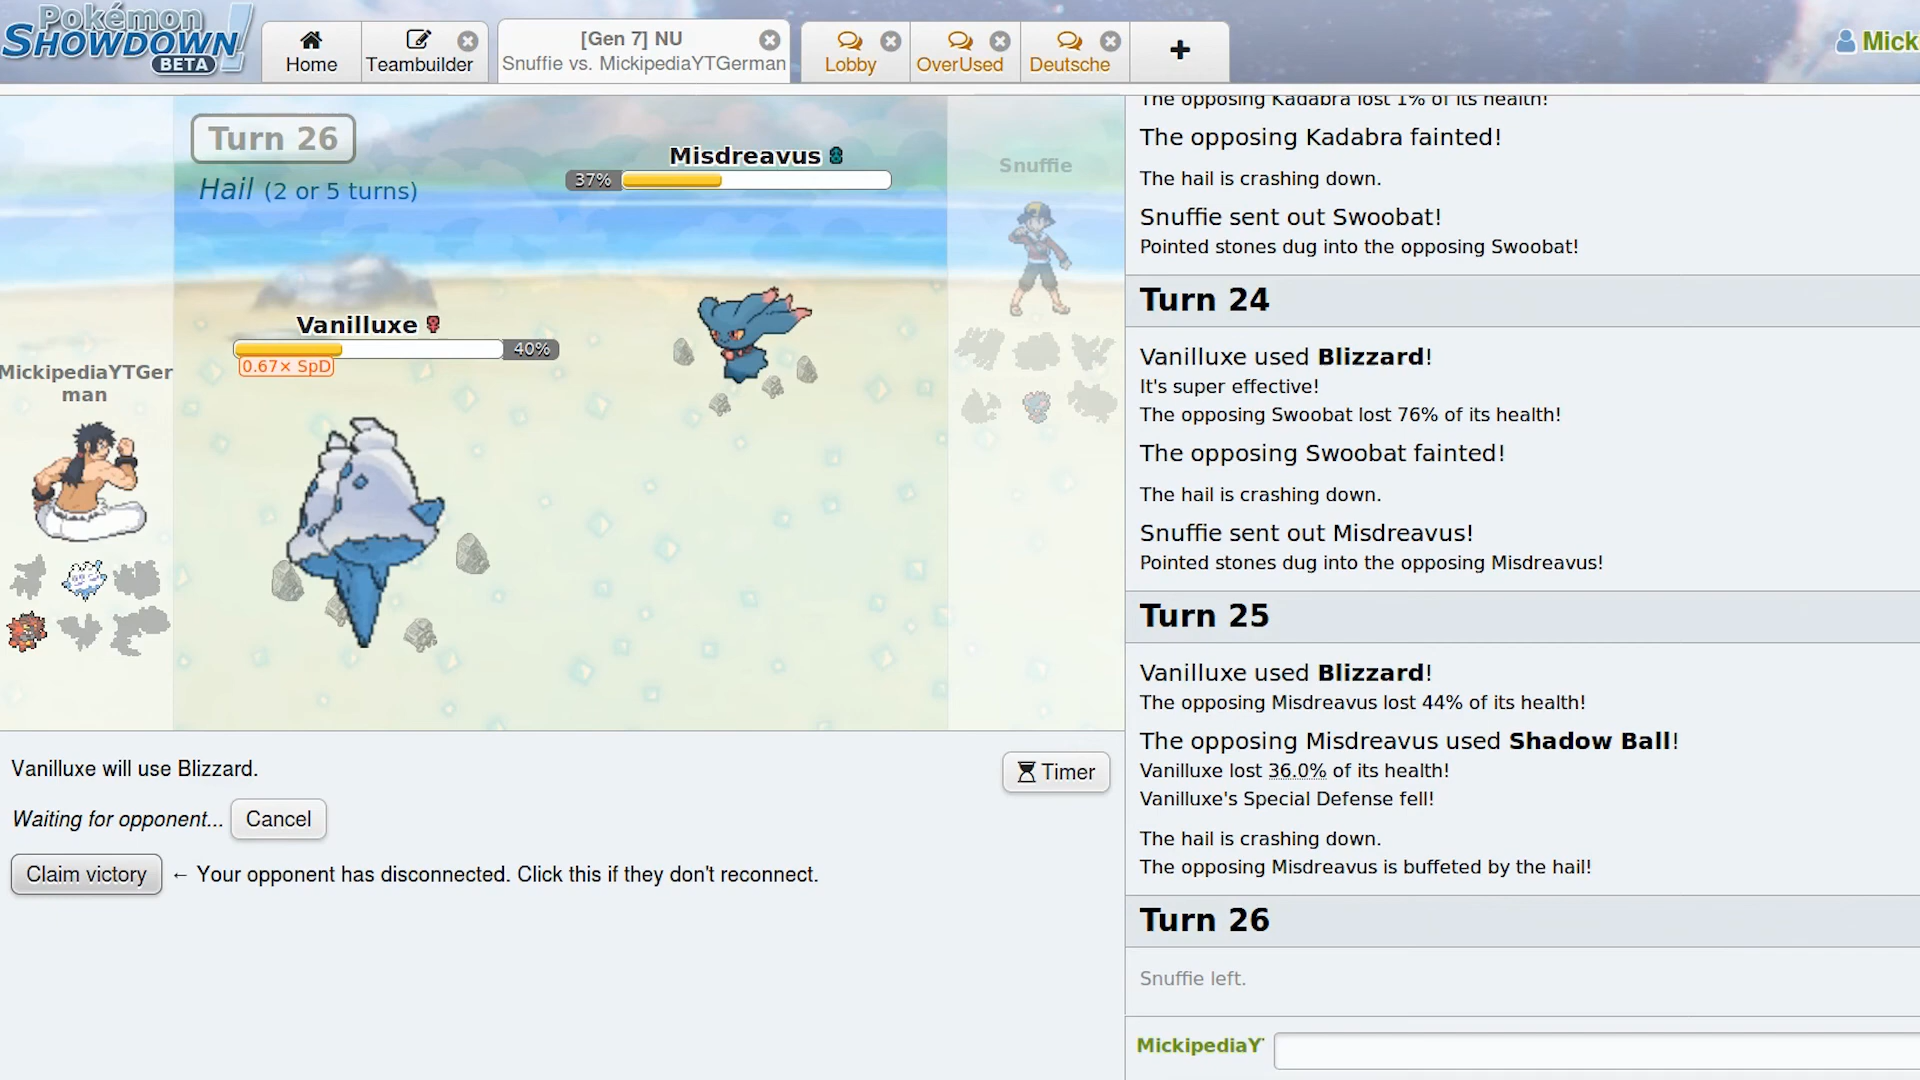 Pokémon
SHOWDOWN!
BETA
Home
Teambuilder
[Gen 7] NU
Snuffie vs. MickipediaYTGerman
Lobby
OverUsed
Deutsche
+
Mick
Turn 26
Hail (2 or 5 turns)
Misdreavus
37%
Snuffie
Vanilluxe
40%
0.67× SpD
MickipediaYTGer
man
Vanilluxe will use Blizzard.
Timer
Waiting for opponent...
Cancel
Claim victory
← Your opponent has disconnected. Click this if they don't reconnect.
The opposing Kadabra lost 1% of its health!
The opposing Kadabra fainted!
The hail is crashing down.
Snuffie sent out Swoobat!
Pointed stones dug into the opposing Swoobat!
Turn 24
Vanilluxe used Blizzard!
It's super effective!
The opposing Swoobat lost 76% of its health!
The opposing Swoobat fainted!
The hail is crashing down.
Snuffie sent out Misdreavus!
Pointed stones dug into the opposing Misdreavus!
Turn 25
Vanilluxe used Blizzard!
The opposing Misdreavus lost 44% of its health!
The opposing Misdreavus used Shadow Ball!
Vanilluxe lost 36.0% of its health!
Vanilluxe's Special Defense fell!
The hail is crashing down.
The opposing Misdreavus is buffeted by the hail!
Turn 26
Snuffie left.
MickipediaY